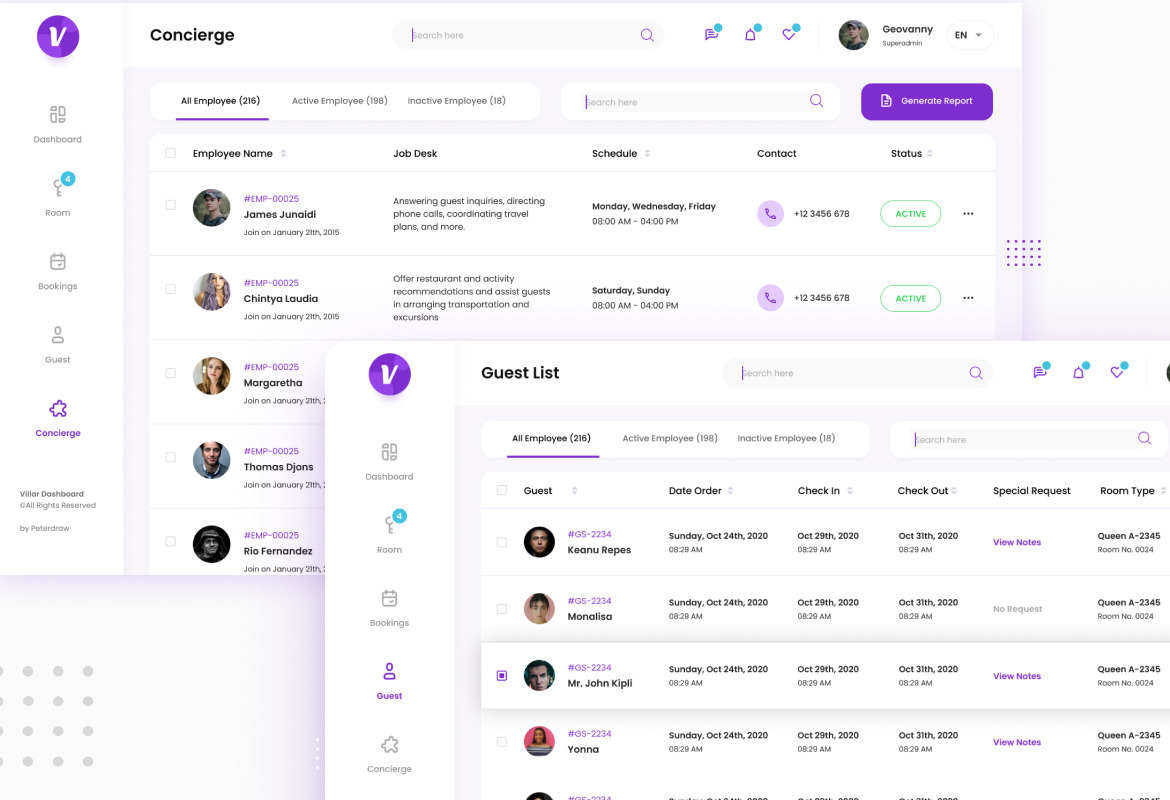 V
Concierge
Search here
Geovanny
Superadmin
EN
Dashboard
4
Room
Bookings
Guest
Concierge
Villar Dashboard
©All Rights Reserved
by Peterdraw
All Employee (216)
Active Employee (198)
Inactive Employee (18)
Search here
Generate Report
Employee Name
Job Desk
Schedule
Contact
Status
#EMP-00025
James Junaidi
Join on January 21th, 2015
Answering guest inquiries, directing
phone calls, coordinating travel
plans, and more.
Monday, Wednesday, Friday
08:00 AM - 04:00 PM
+12 3456 678
ACTIVE
#EMP-00025
Chintya Laudia
Join on January 21th, 2015
Offer restaurant and activity
recommendations and assist guests
in arranging transportation and
excursions
Saturday, Sunday
08:00 AM - 04:00 PM
+12 3456 678
ACTIVE
#EMP-00025
Margaretha
Join on January 21th,
#EMP-00025
Thomas Djons
Join on January 21th,
#EMP-00025
Rio Fernandez
Join on January 21th,
V
Guest List
Search here
Dashboard
4
Room
Bookings
Guest
Concierge
All Employee (216)
Active Employee (198)
Inactive Employee (18)
Search here
Guest
Date Order
Check In
Check Out
Special Request
Room Type
#GS-2234
Keanu Repes
Sunday, Oct 24th, 2020
08:29 AM
Oct 29th, 2020
08:29 AM
Oct 31th, 2020
08:29 AM
View Notes
Queen A-2345
Room No. 0024
#GS-2234
Monalisa
Sunday, Oct 24th, 2020
08:29 AM
Oct 29th, 2020
08:29 AM
Oct 31th, 2020
08:29 AM
No Request
Queen A-2345
Room No. 0024
#GS-2234
Mr. John Kipli
Sunday, Oct 24th, 2020
08:29 AM
Oct 29th, 2020
08:29 AM
Oct 31th, 2020
08:29 AM
View Notes
Queen A-2345
Room No. 0024
#GS-2234
Yonna
Sunday, Oct 24th, 2020
08:29 AM
Oct 29th, 2020
08:29 AM
Oct 31th, 2020
08:29 AM
View Notes
Queen A-2345
Room No. 0024